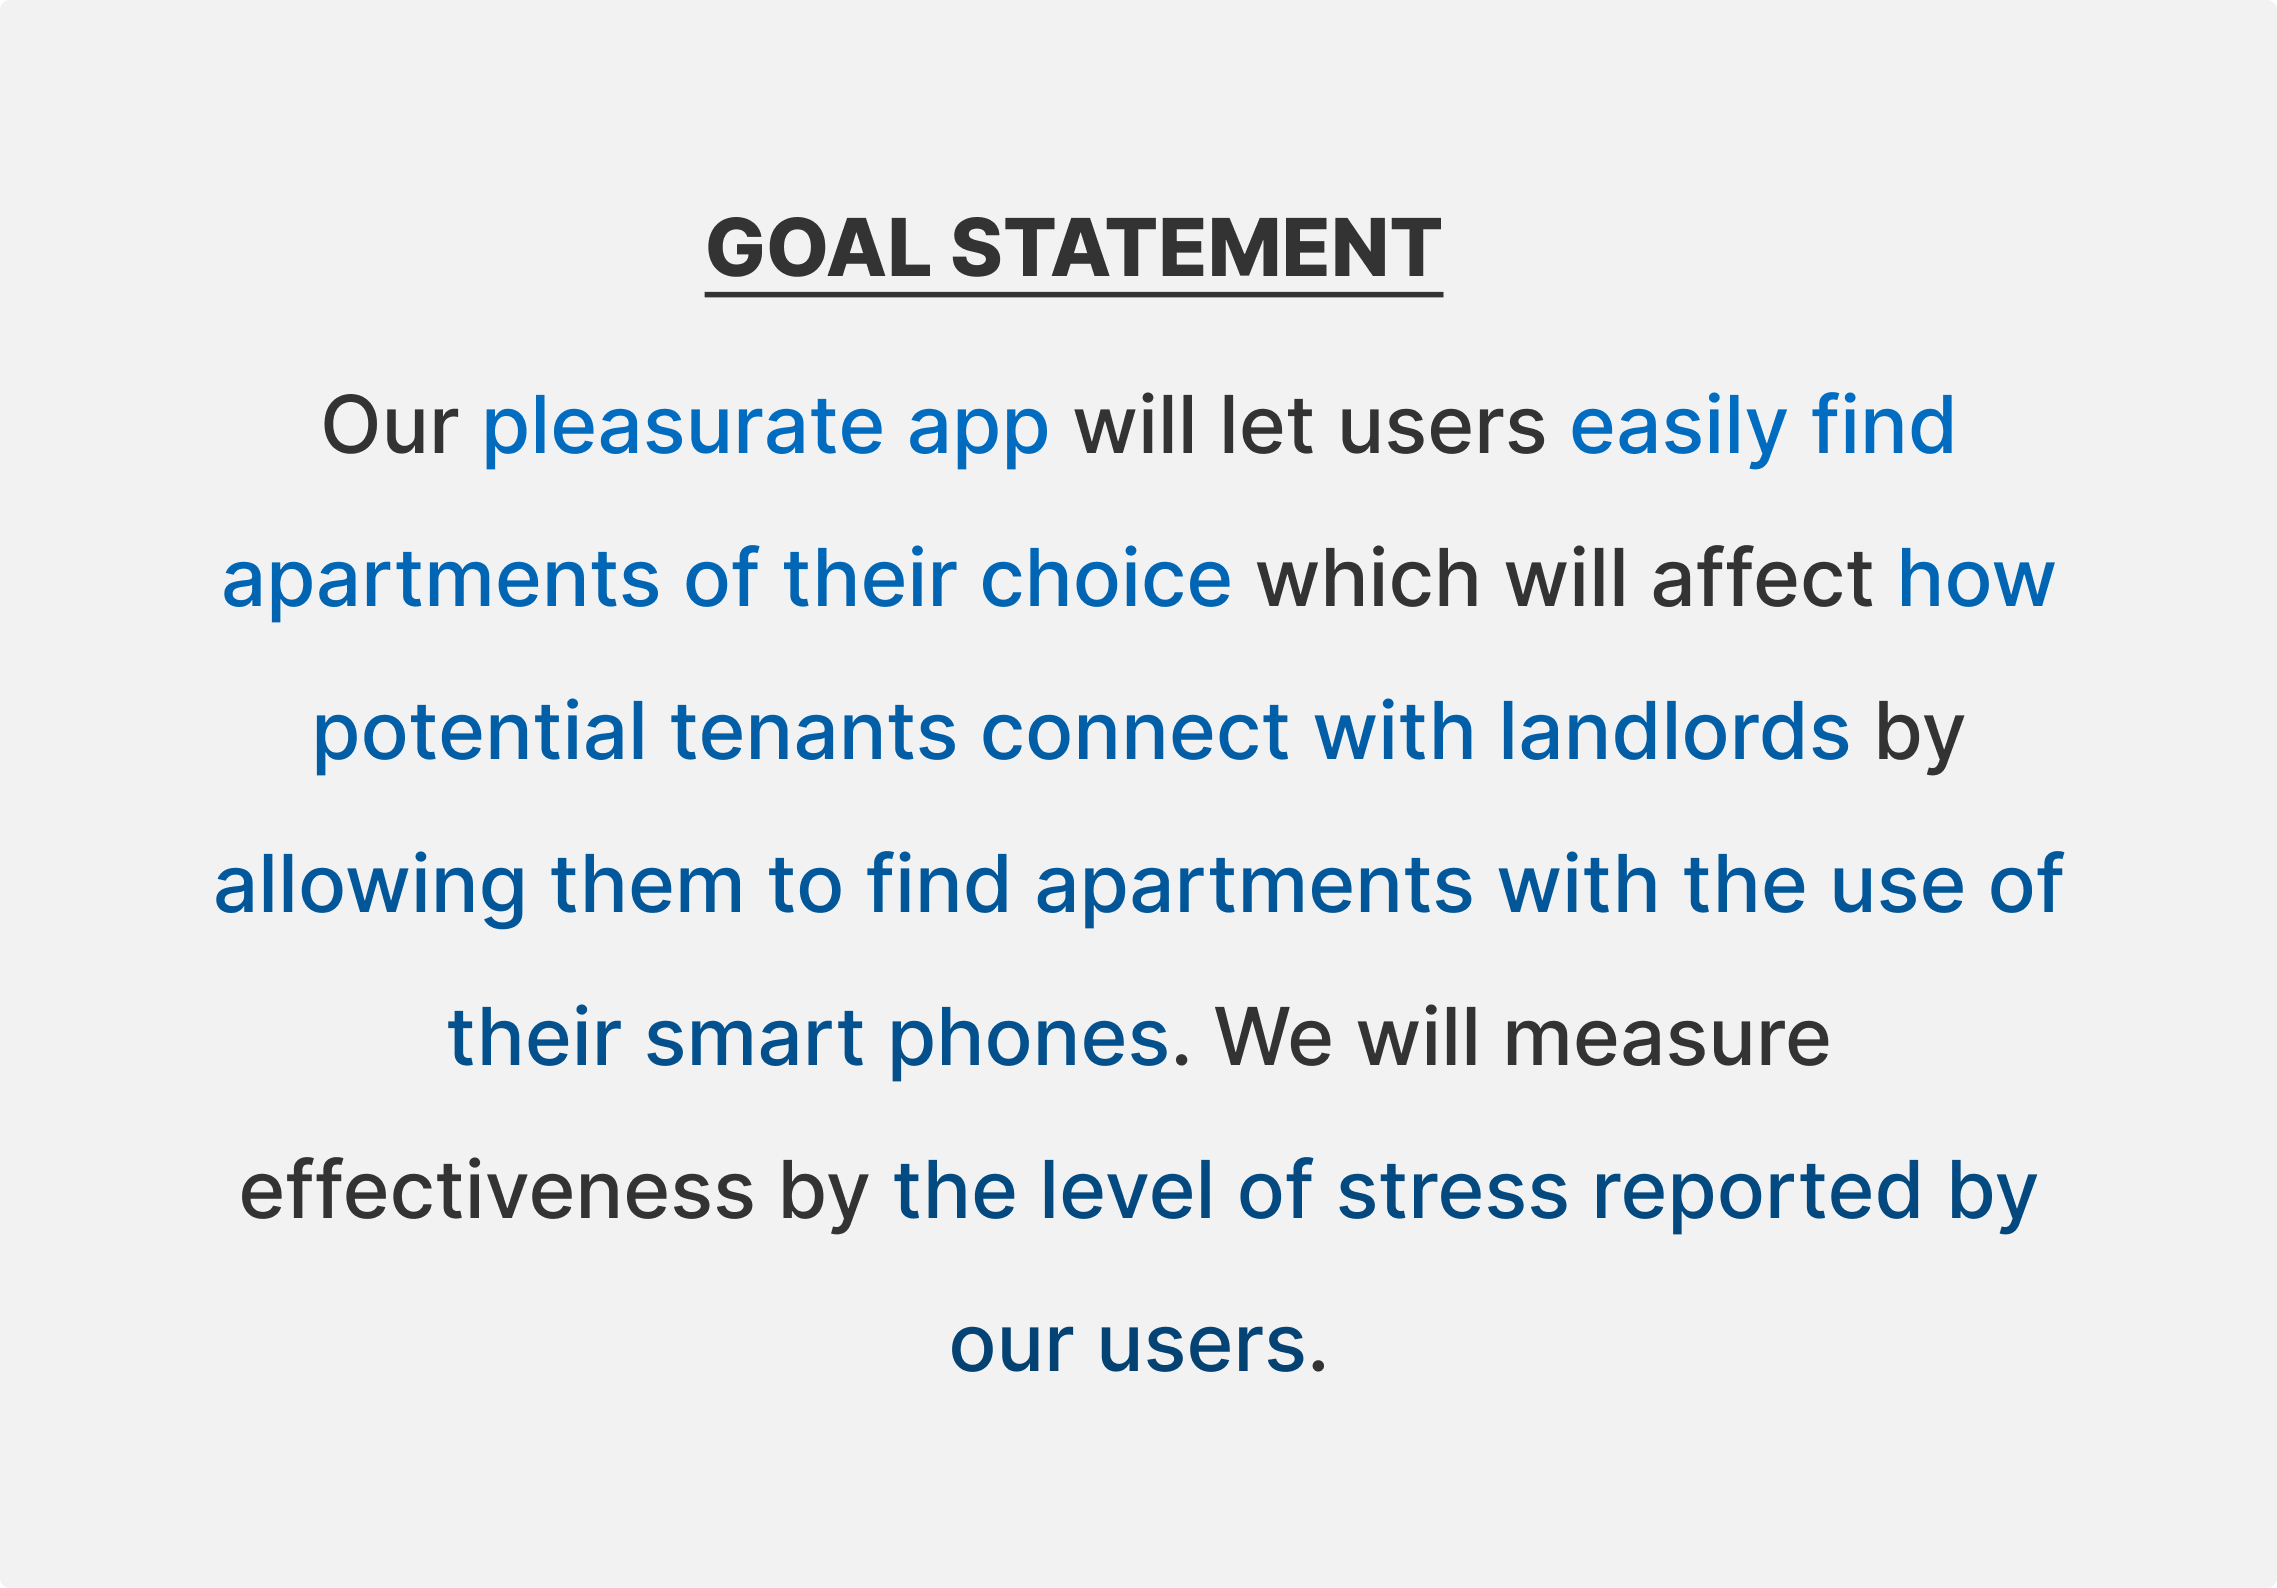 GOAL STATEMENT
Our pleasurate app will let users easily find
apartments of their choice which will affect how
potential tenants connect with landlords by
allowing them to find apartments with the use of
their smart phones. We will measure
effectiveness by the level of stress reported by
our users.